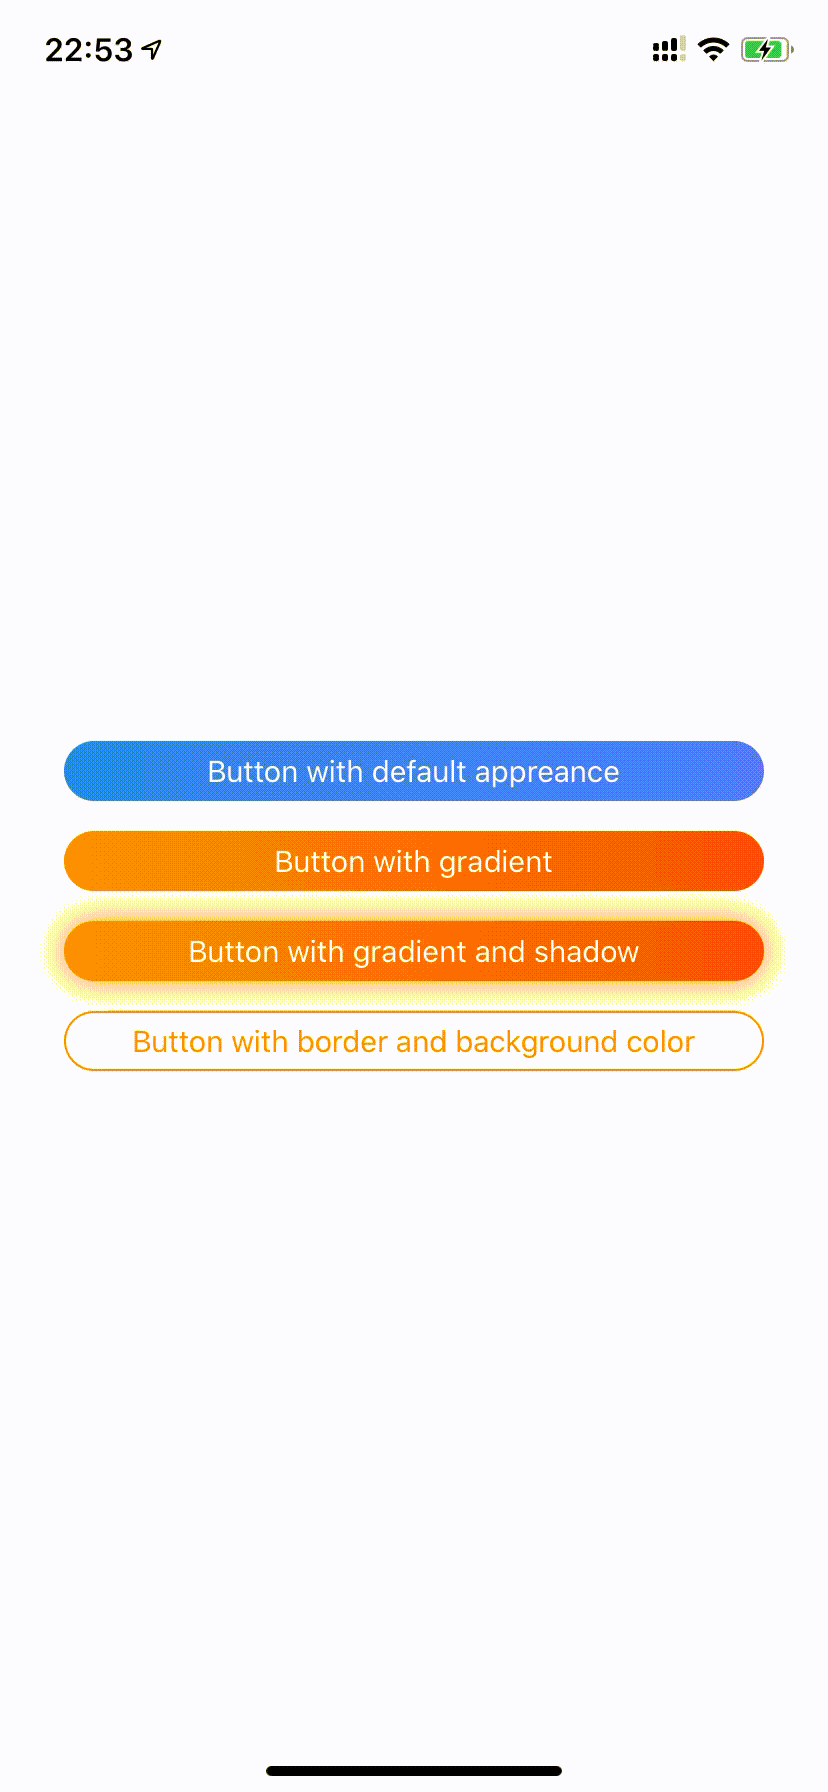 22:53
Button with default appreance
Button with gradient
Button with gradient and shadow
Button with border and background color